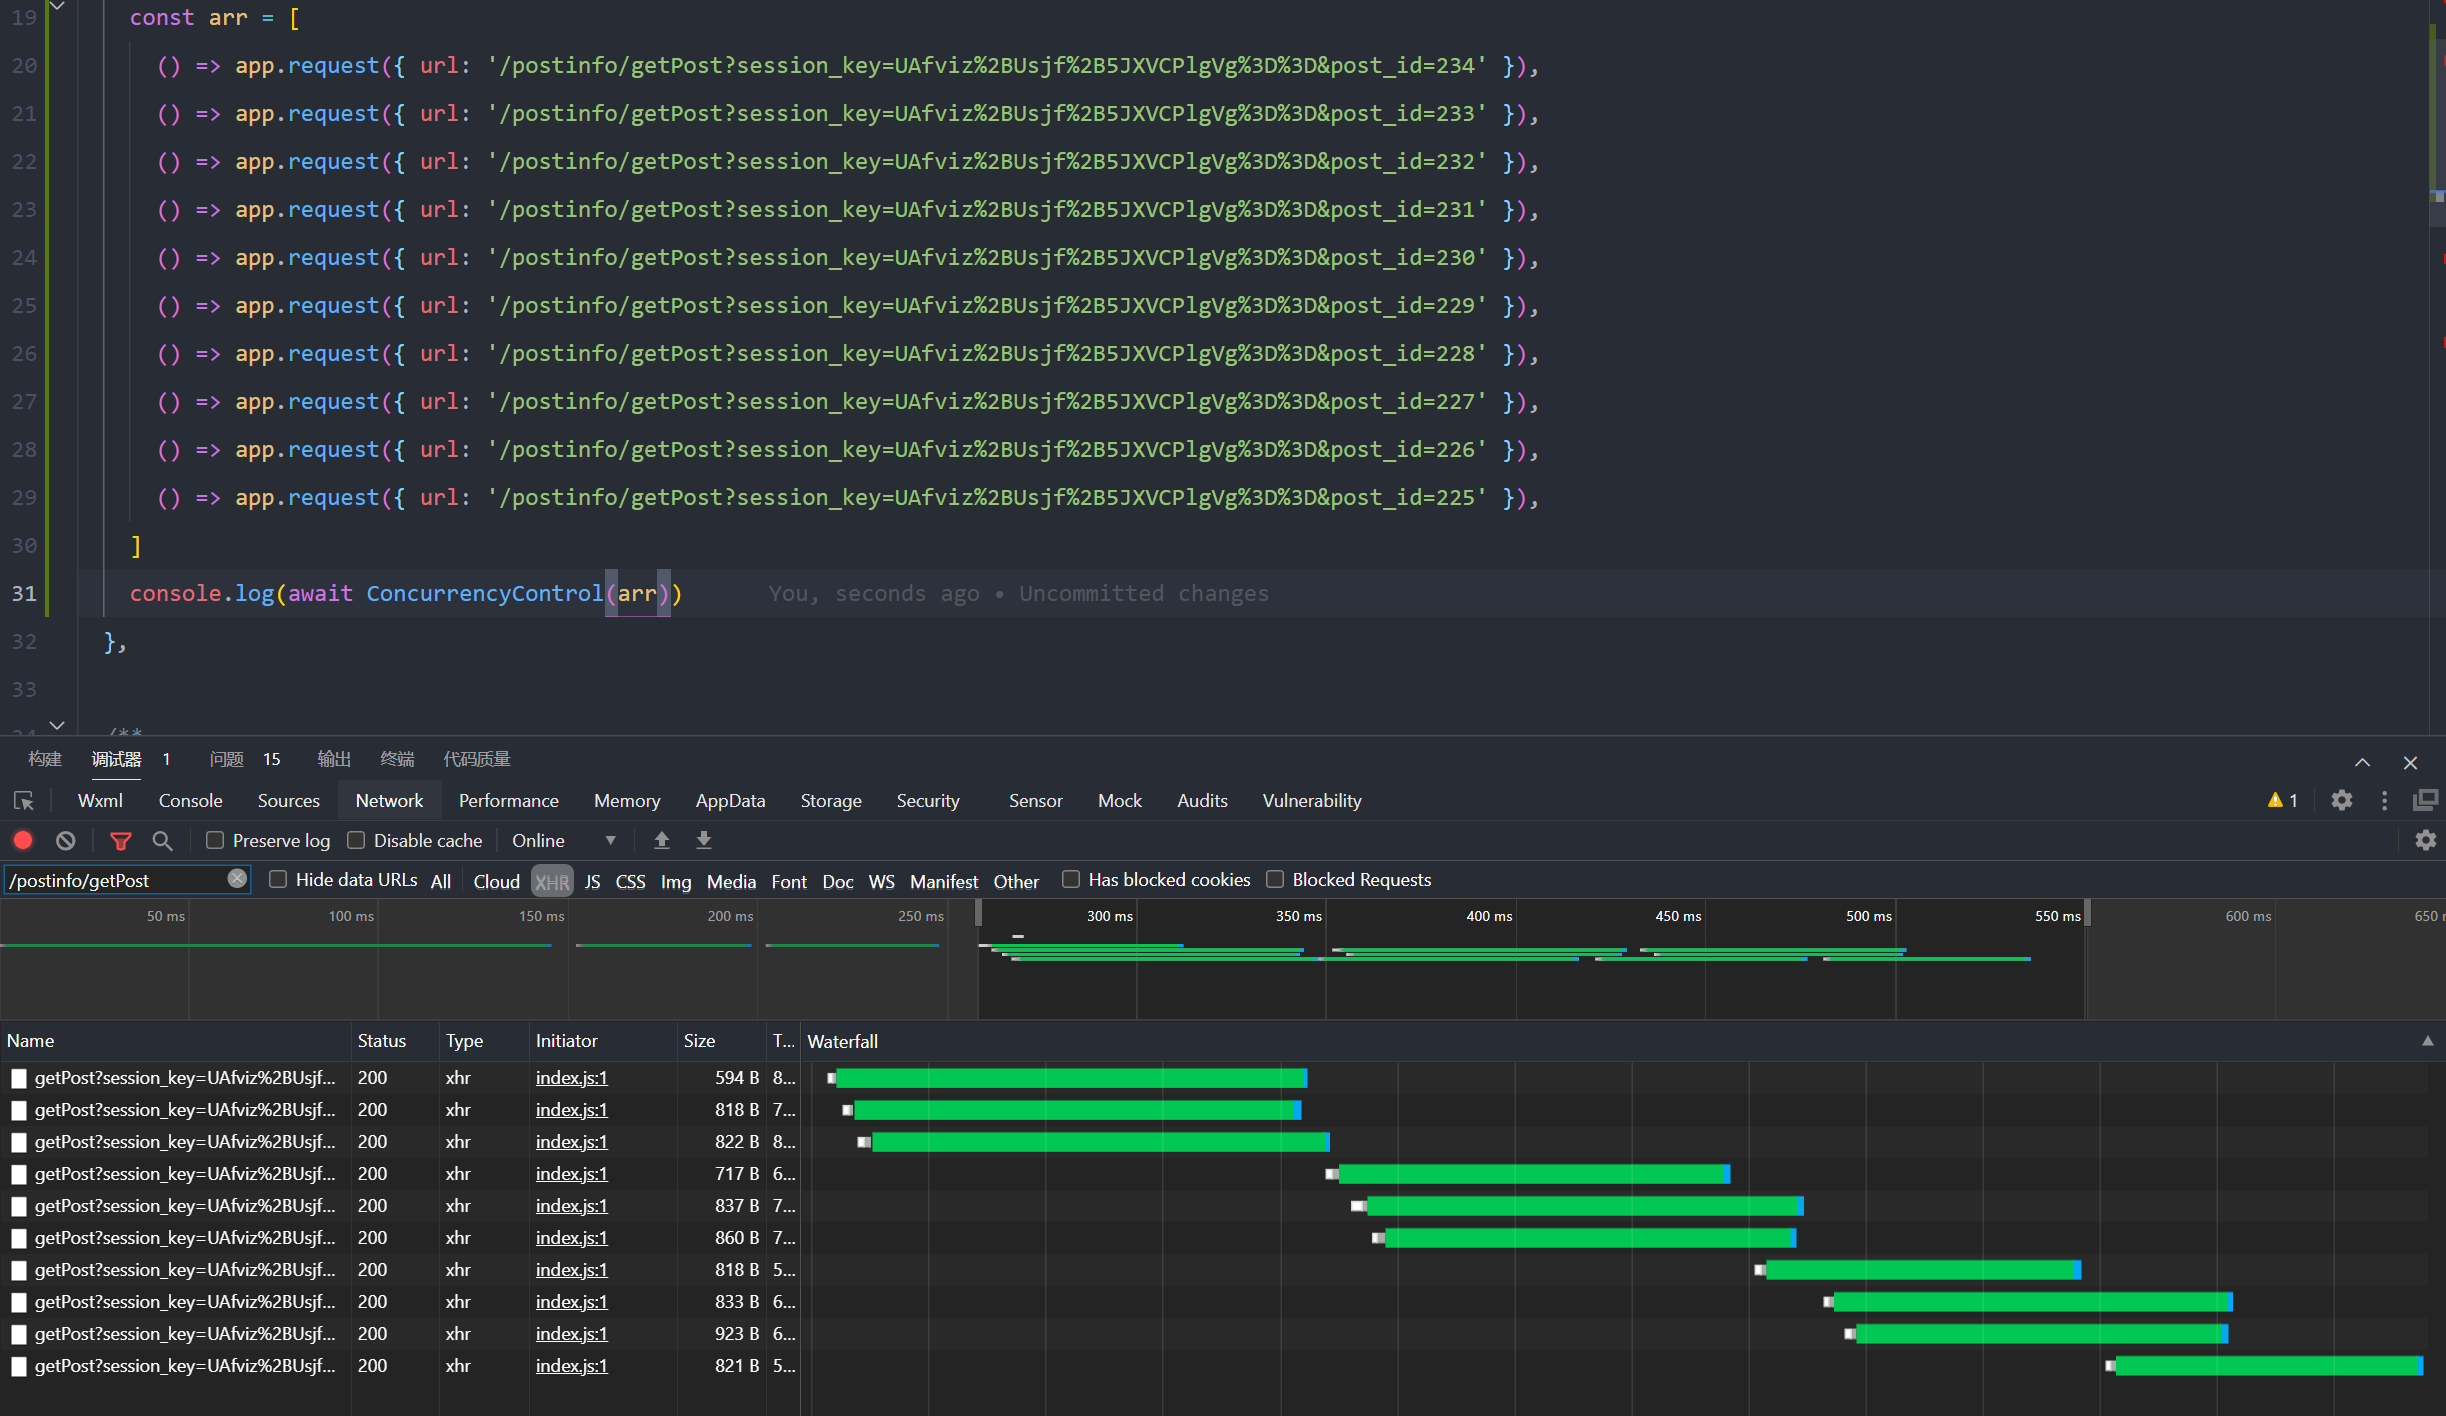 19 const arr = [
20 () => app.request({ url: '/postinfo/getPost?session_key=UAfviz%2BUsjf%2B5JXVCPlgVg%3D%3D&post_id=234' }),
21 () => app.request({ url: '/postinfo/getPost?session_key=UAfviz%2BUsjf%2B5JXVCPlgVg%3D%3D&post_id=233' }),
22 () => app.request({ url: '/postinfo/getPost?session_key=UAfviz%2BUsjf%2B5JXVCPlgVg%3D%3D&post_id=232' }),
23 () => app.request({ url: '/postinfo/getPost?session_key=UAfviz%2BUsjf%2B5JXVCPlgVg%3D%3D&post_id=231' }),
24 () => app.request({ url: '/postinfo/getPost?session_key=UAfviz%2BUsjf%2B5JXVCPlgVg%3D%3D&post_id=230' }),
25 () => app.request({ url: '/postinfo/getPost?session_key=UAfviz%2BUsjf%2B5JXVCPlgVg%3D%3D&post_id=229' }),
26 () => app.request({ url: '/postinfo/getPost?session_key=UAfviz%2BUsjf%2B5JXVCPlgVg%3D%3D&post_id=228' }),
27 () => app.request({ url: '/postinfo/getPost?session_key=UAfviz%2BUsjf%2B5JXVCPlgVg%3D%3D&post_id=227' }),
28 () => app.request({ url: '/postinfo/getPost?session_key=UAfviz%2BUsjf%2B5JXVCPlgVg%3D%3D&post_id=226' }),
29 () => app.request({ url: '/postinfo/getPost?session_key=UAfviz%2BUsjf%2B5JXVCPlgVg%3D%3D&post_id=225' }),
30 ]
31 console.log(await ConcurrencyControl(arr)) You, seconds ago • Uncommitted changes
32 },
33
34 /**
构建 调试器 1 问题 15 输出 终端 代码质量
Wxml Console Sources Network Performance Memory AppData Storage Security Sensor Mock Audits Vulnerability 1
Preserve log Disable cache Online
/postinfo/getPost Hide data URLs All Cloud XHR JS CSS Img Media Font Doc WS Manifest Other Has blocked cookies Blocked Requests
50 ms 100 ms 150 ms 200 ms 250 ms 300 ms 350 ms 400 ms 450 ms 500 ms 550 ms 600 ms 650
Name Status Type Initiator Size T... Waterfall
getPost?session_key=UAfviz%2BUsjf... 200 xhr index.js:1 594 B 8...
getPost?session_key=UAfviz%2BUsjf... 200 xhr index.js:1 818 B 7...
getPost?session_key=UAfviz%2BUsjf... 200 xhr index.js:1 822 B 8...
getPost?session_key=UAfviz%2BUsjf... 200 xhr index.js:1 717 B 6...
getPost?session_key=UAfviz%2BUsjf... 200 xhr index.js:1 837 B 7...
getPost?session_key=UAfviz%2BUsjf... 200 xhr index.js:1 860 B 7...
getPost?session_key=UAfviz%2BUsjf... 200 xhr index.js:1 818 B 5...
getPost?session_key=UAfviz%2BUsjf... 200 xhr index.js:1 833 B 6...
getPost?session_key=UAfviz%2BUsjf... 200 xhr index.js:1 923 B 6...
getPost?session_key=UAfviz%2BUsjf... 200 xhr index.js:1 821 B 5...